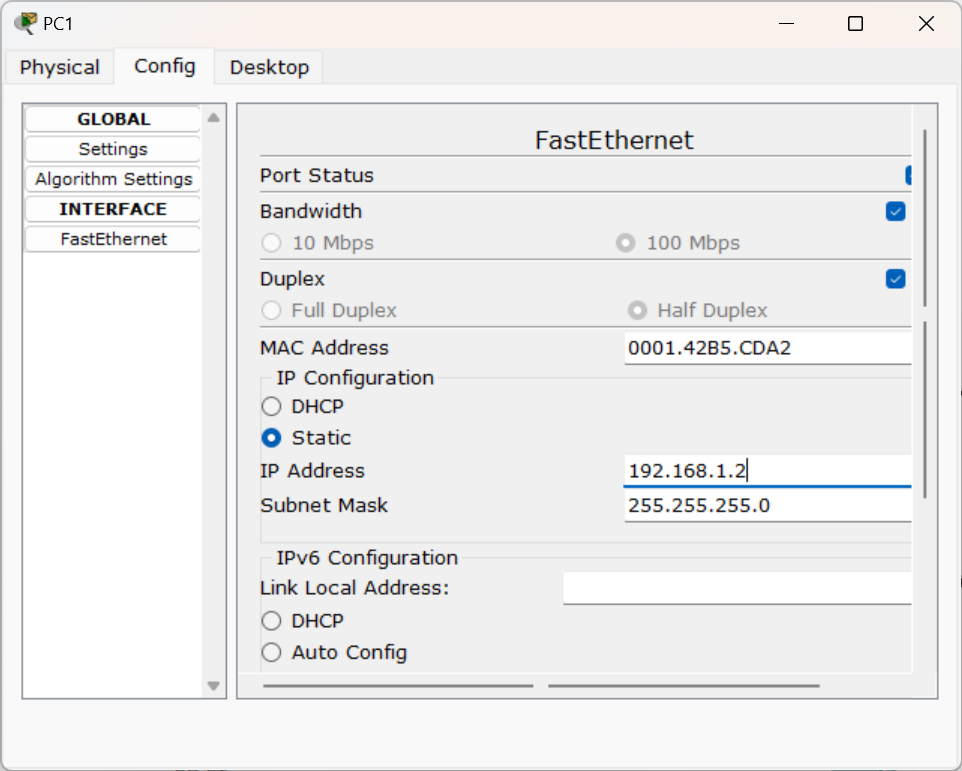 PC1
Physical Config Desktop
GLOBAL
Settings
Algorithm Settings
INTERFACE
FastEthernet
FastEthernet
Port Status
Bandwidth
10 Mbps 100 Mbps
Duplex
Full Duplex Half Duplex
MAC Address 0001.42B5.CDA2
IP Configuration
DHCP
Static
IP Address 192.168.1.2
Subnet Mask 255.255.255.0
IPv6 Configuration
Link Local Address:
DHCP
Auto Config